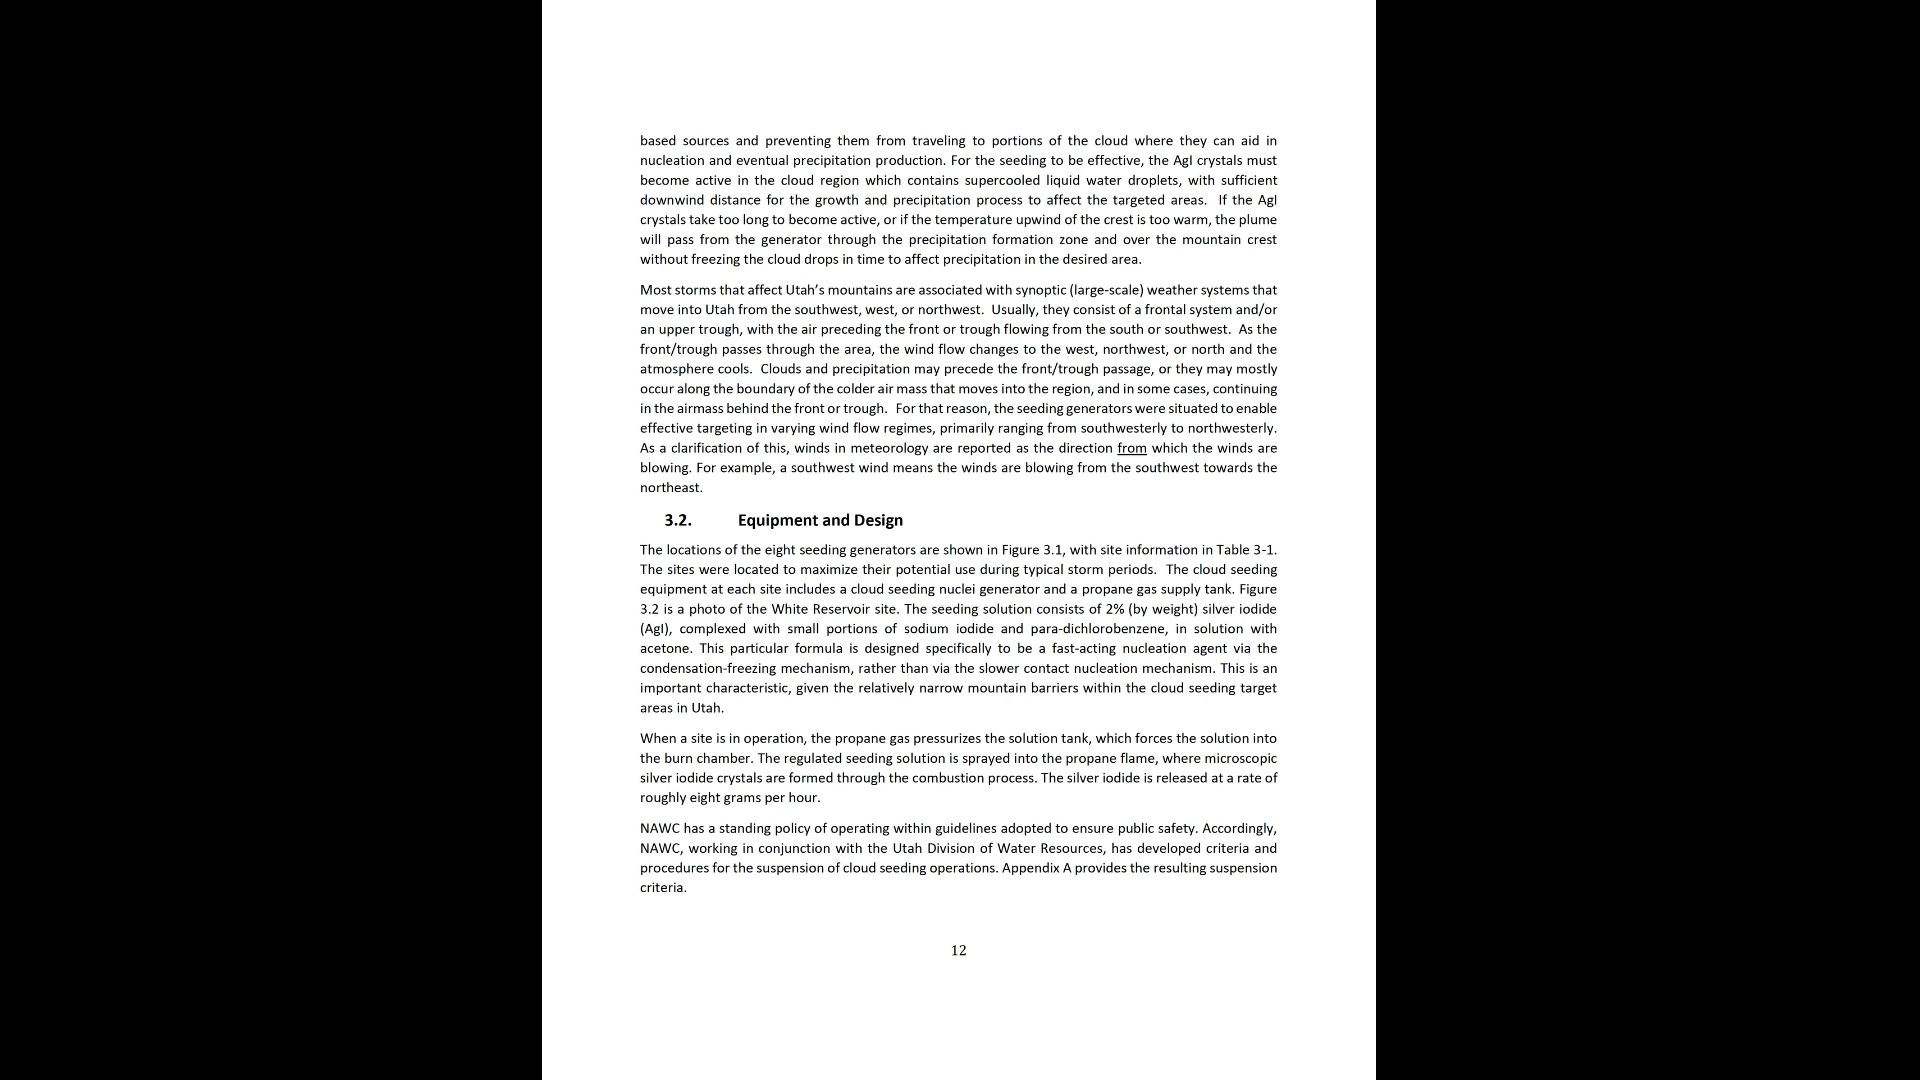 based sources and preventing them from traveling to portions of the cloud where they can aid in
nucleation and eventual precipitation production. For the seeding to be effective, the AgI crystals must
become active in the cloud region which contains supercooled liquid water droplets, with sufficient
downwind distance for the growth and precipitation process to affect the targeted areas.  If the AgI
crystals take too long to become active, or if the temperature upwind of the crest is too warm, the plume
will pass from the generator through the precipitation formation zone and over the mountain crest
without freezing the cloud drops in time to affect precipitation in the desired area.
Most storms that affect Utah’s mountains are associated with synoptic (large-scale) weather systems that
move into Utah from the southwest, west, or northwest.  Usually, they consist of a frontal system and/or
an upper trough, with the air preceding the front or trough flowing from the south or southwest.  As the
front/trough passes through the area, the wind flow changes to the west, northwest, or north and the
atmosphere cools.  Clouds and precipitation may precede the front/trough passage, or they may mostly
occur along the boundary of the colder air mass that moves into the region, and in some cases, continuing
in the airmass behind the front or trough.  For that reason, the seeding generators were situated to enable
effective targeting in varying wind flow regimes, primarily ranging from southwesterly to northwesterly.
As a clarification of this, winds in meteorology are reported as the direction from which the winds are
blowing. For example, a southwest wind means the winds are blowing from the southwest towards the
northeast.
3.2. Equipment and Design
The locations of the eight seeding generators are shown in Figure 3.1, with site information in Table 3-1.
The sites were located to maximize their potential use during typical storm periods.  The cloud seeding
equipment at each site includes a cloud seeding nuclei generator and a propane gas supply tank. Figure
3.2 is a photo of the White Reservoir site. The seeding solution consists of 2% (by weight) silver iodide
(AgI), complexed with small portions of sodium iodide and para-dichlorobenzene, in solution with
acetone. This particular formula is designed specifically to be a fast-acting nucleation agent via the
condensation-freezing mechanism, rather than via the slower contact nucleation mechanism. This is an
important characteristic, given the relatively narrow mountain barriers within the cloud seeding target
areas in Utah.
When a site is in operation, the propane gas pressurizes the solution tank, which forces the solution into
the burn chamber. The regulated seeding solution is sprayed into the propane flame, where microscopic
silver iodide crystals are formed through the combustion process. The silver iodide is released at a rate of
roughly eight grams per hour.
NAWC has a standing policy of operating within guidelines adopted to ensure public safety. Accordingly,
NAWC, working in conjunction with the Utah Division of Water Resources, has developed criteria and
procedures for the suspension of cloud seeding operations. Appendix A provides the resulting suspension
criteria.
12